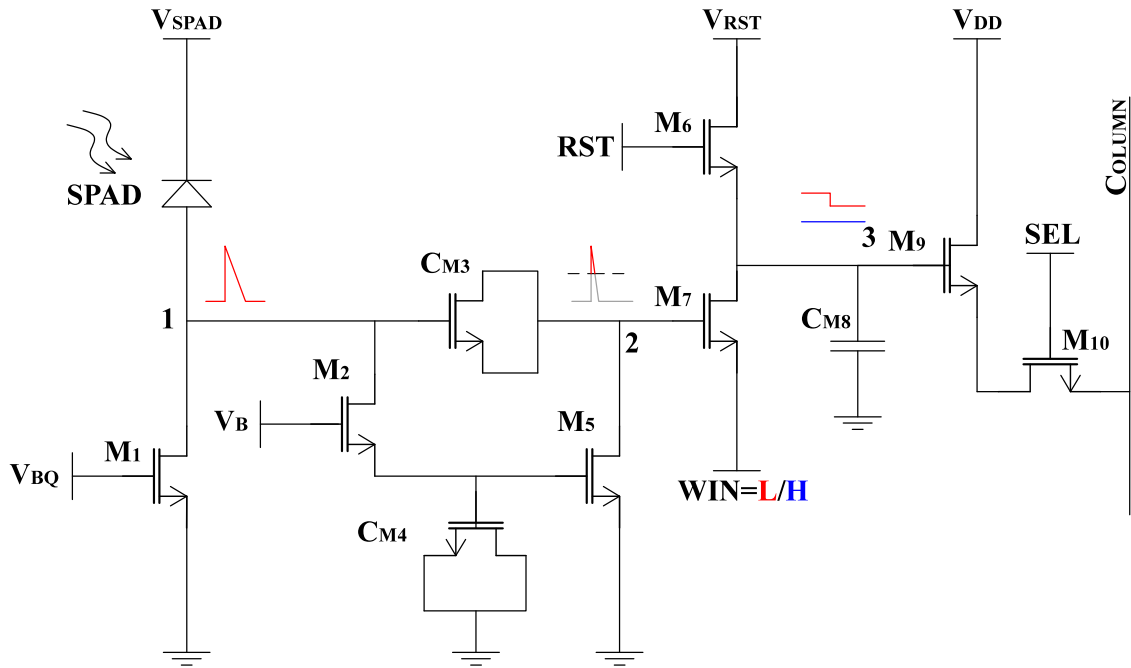 VSPAD
VRST
VDD
M6
RST
COLUMN
SPAD
3
M9
SEL
CM3
M7
1
2
CM8
M10
M2
VB
M5
M1
VBQ
WIN=L/H
CM4